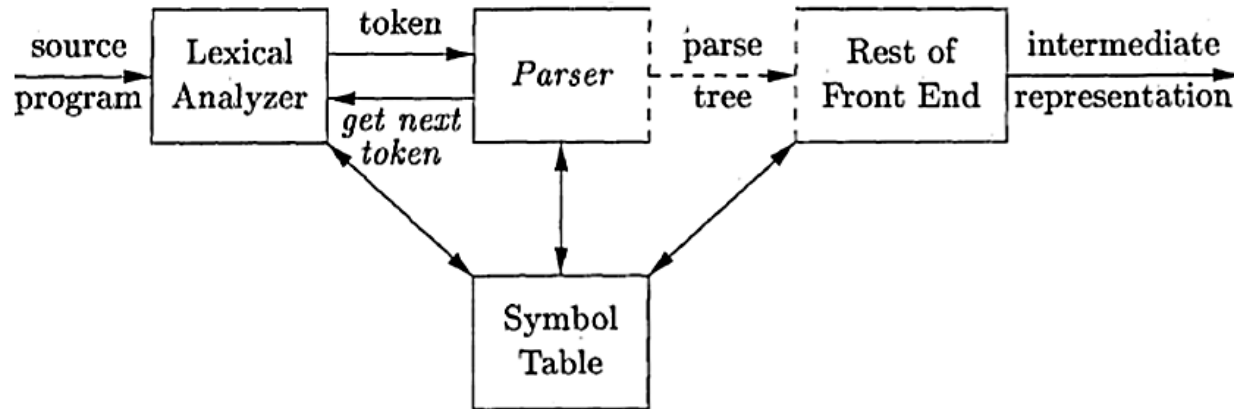 source
program
Lexical
Analyzer
token
get next
token
Parser
parse
tree
Rest of
Front End
intermediate
representation
Symbol
Table